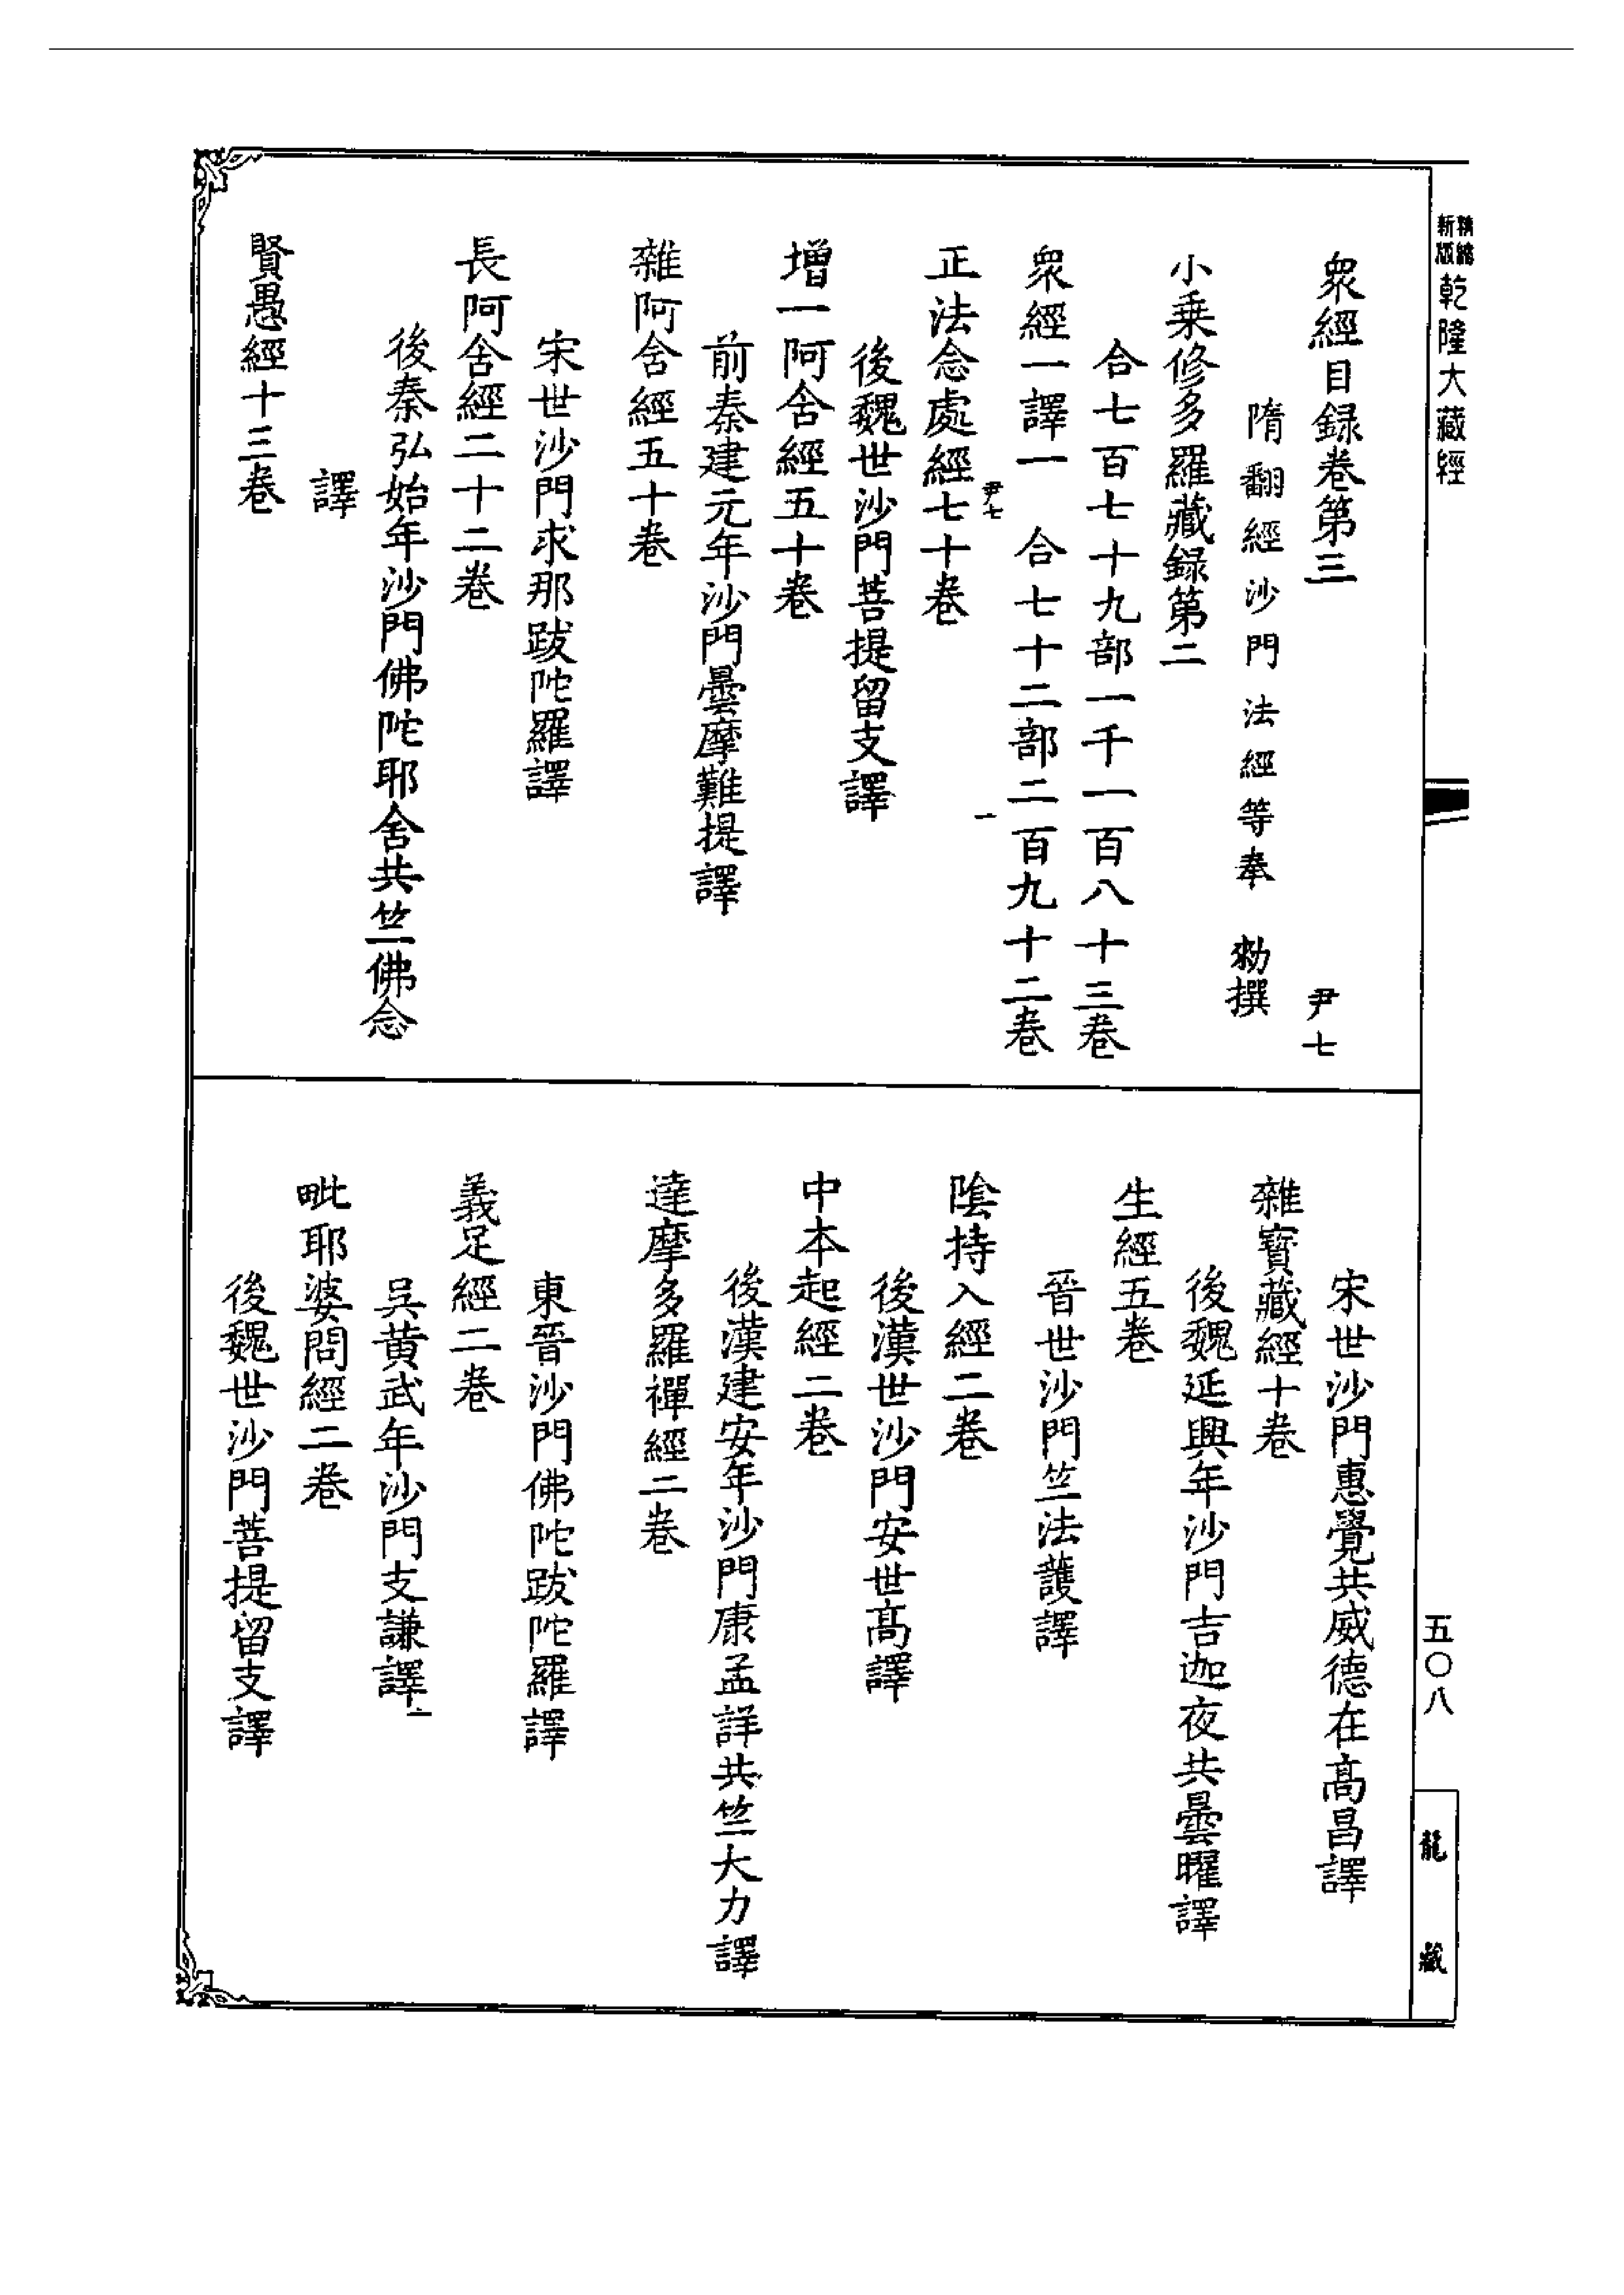 新版精縮乾隆大藏經
衆經目録卷第三　尹七
隋翻經沙門法經等奉　勅撰
小乗修多羅藏録第二
合七百七十九部一千一百八十三卷
衆經一譯一　合七十二部二百九十二卷
尹七　一
正法念處經七十卷
後魏世沙門菩提留支譯
增一阿含經五十卷
前秦建元年沙門曇摩難提譯
雜阿含經五十卷
宋世沙門求那跋陀羅譯
長阿含經二十二卷
後秦弘始年沙門佛陀耶舍共竺佛念
譯
賢愚經十三卷
宋世沙門惠覺共威德在髙昌譯
雜寶藏經十卷
後魏延興年沙門吉迦夜共曇曜譯
生經五卷
晉世沙門竺法護譯
陰持入經二卷
後漢世沙門安世髙譯
中本起經二卷
後漢建安年沙門康孟詳共竺大力譯
達摩多羅禪經二卷
東晉沙門佛陀跋陀羅譯
義足經二卷
吳黄武年沙門支謙譯
二
毗耶婆問經二卷
後魏世沙門菩提留支譯
五〇八
龍藏